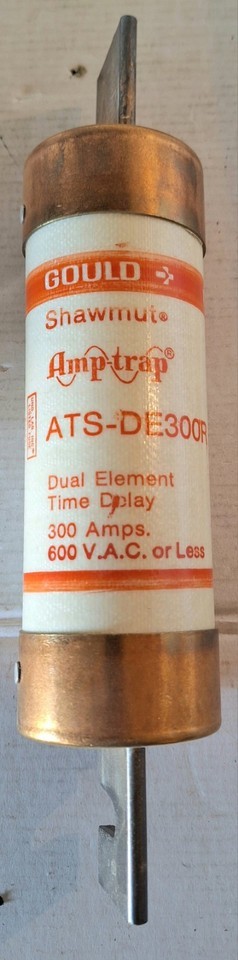 GOULD
Shawmut®
Amp-trap®
ATS-DE300R
Dual Element
Time Delay
300 Amps.
600 V.A.C. or Less